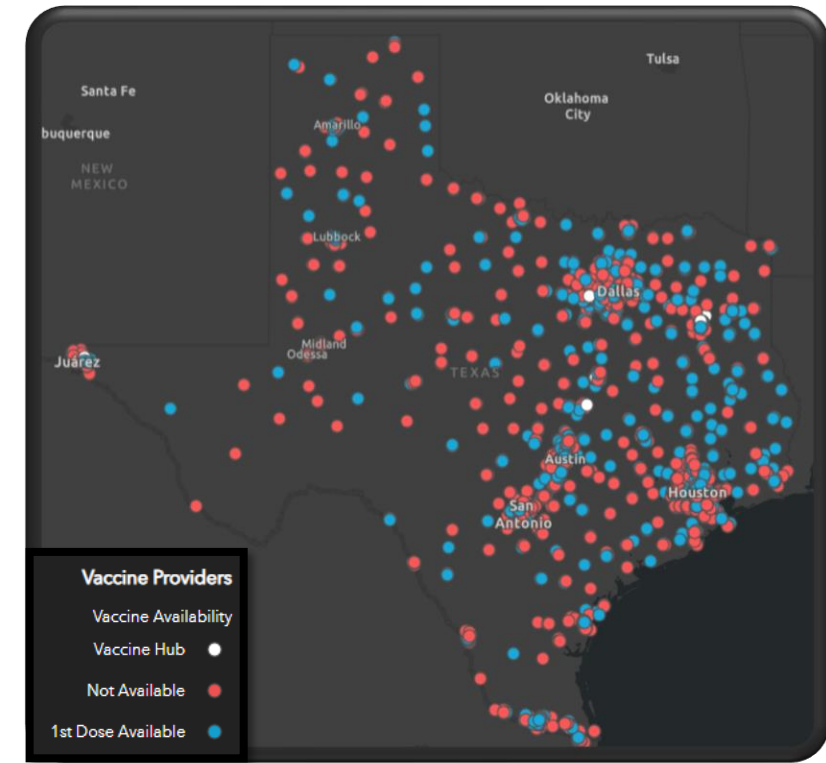 Tulsa
Santa Fe
Oklahoma
City
buquerque
Amarillo
NEW
MEXICO
Lubbock
Dallas
Midland
Odessa
Juárez
TEXAS
Austin
Houston
San
Antonio
Vaccine Providers
Vaccine Availability
Vaccine Hub
Not Available
1st Dose Available